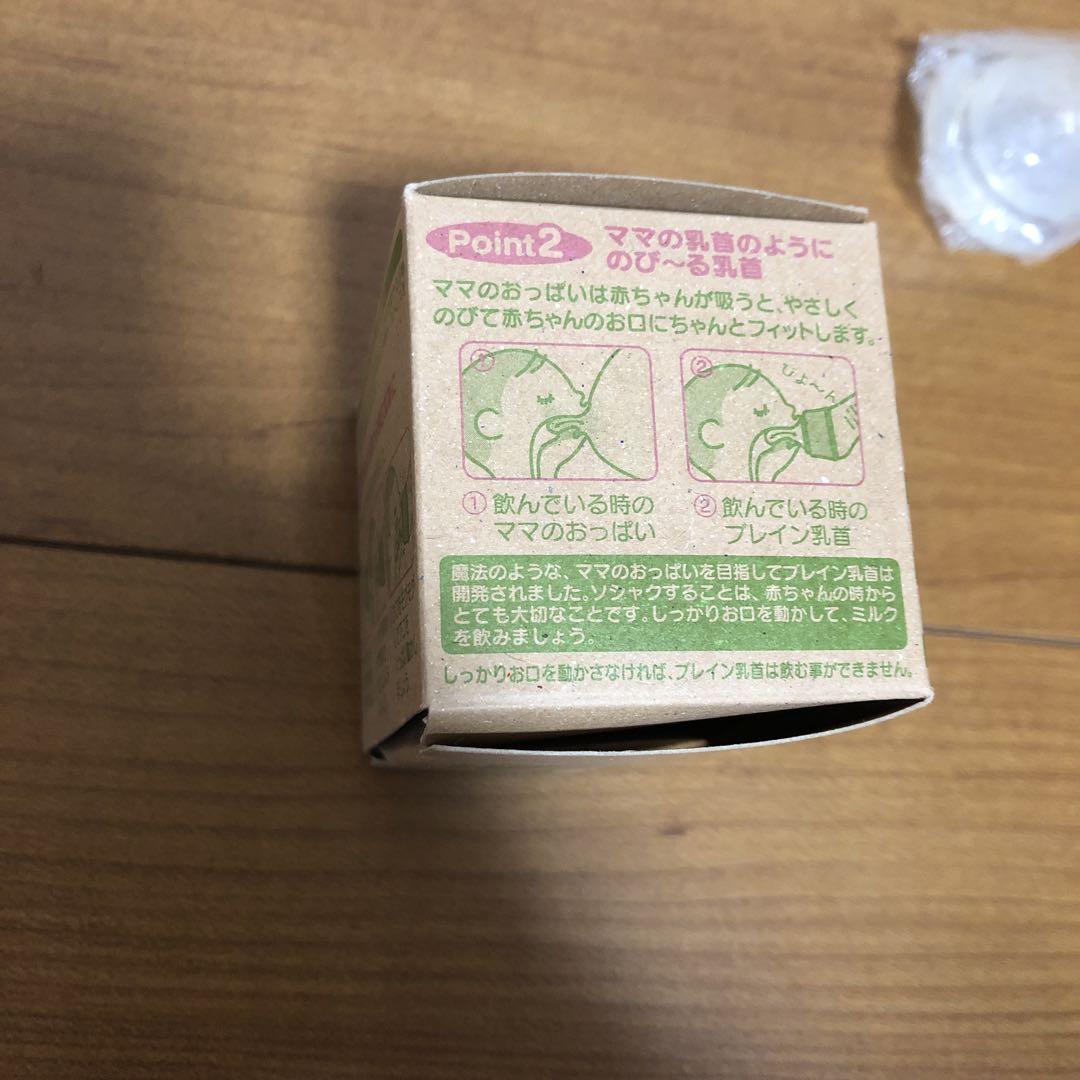 Point2
ママの乳首のように
のび〜る乳首
ママのおっぱいは赤ちゃんが吸うと、やさしく
のびて赤ちゃんのお口にちゃんとフィットします。
①
②
びよ〜ん
① 飲んでいる時の
ママのおっぱい
② 飲んでいる時の
ブレイン乳首
魔法のような、ママのおっぱいを目指してブレイン乳首は
開発されました。ソシャクすることは、赤ちゃんの時から
とても大切なことです。しっかりお口を動かして、ミルク
を飲みましょう。
しっかりお口を動かさなければ、ブレイン乳首は飲む事ができません。